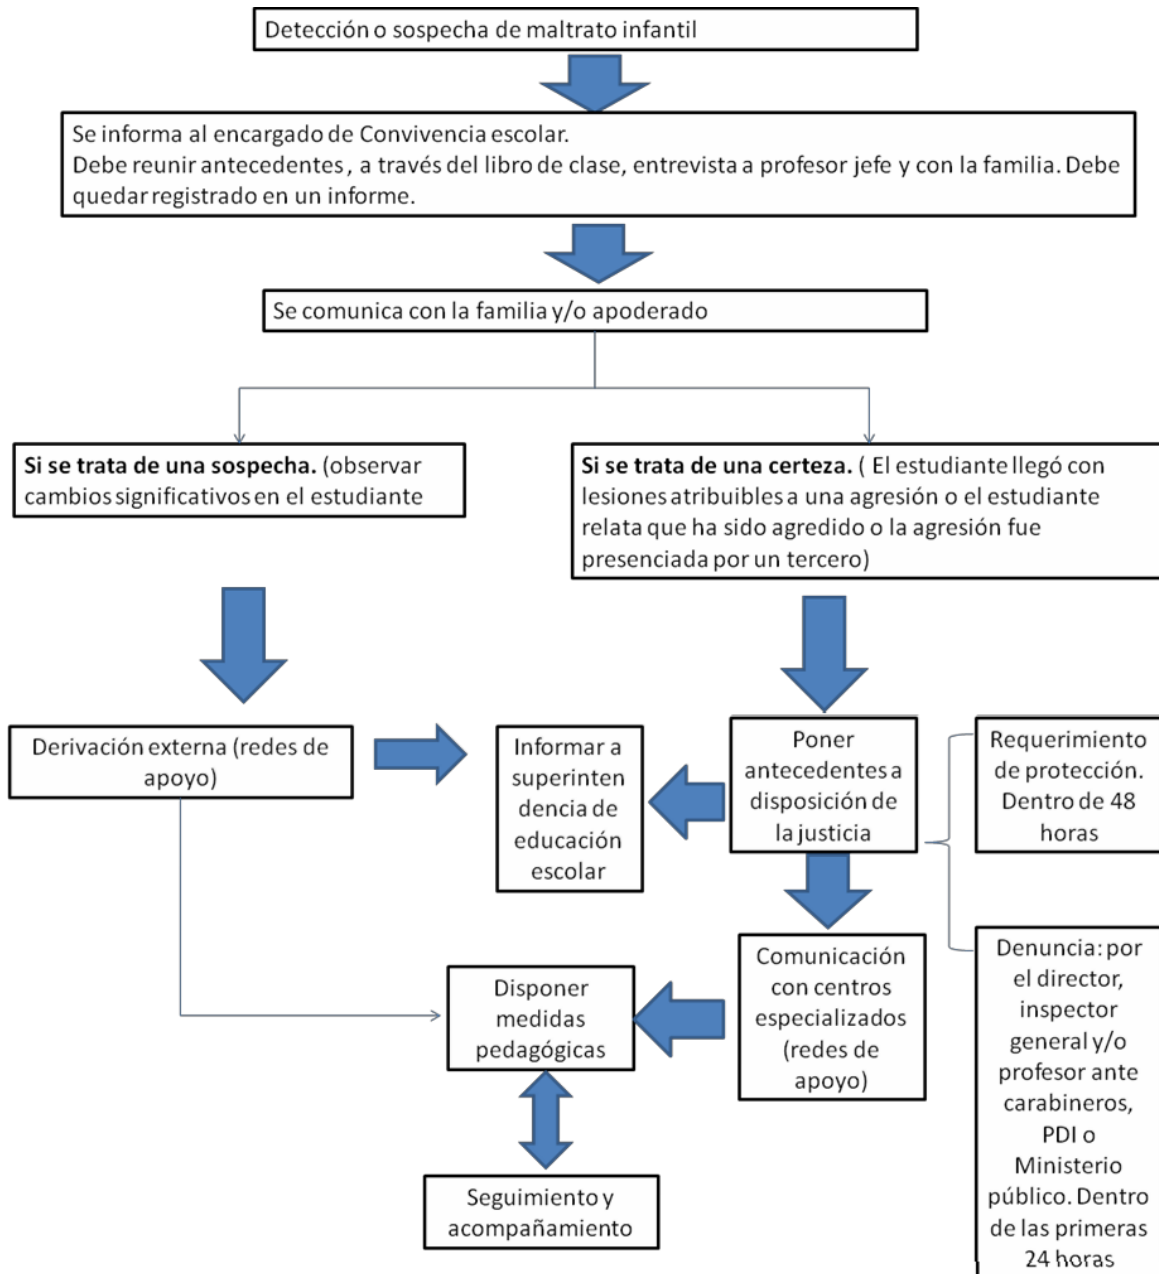 Detección o sospecha de maltrato infantil
Se informa al encargado de Convivencia escolar.
Debe reunir antecedentes , a través del libro de clase, entrevista a profesor jefe y con la familia. Debe
quedar registrado en un informe.
Se comunica con la familia y/o apoderado
Si se trata de una sospecha. (observar
cambios significativos en el estudiante
Si se trata de una certeza. ( El estudiante llegó con
lesiones atribuibles a una agresión o el estudiante
relata que ha sido agredido o la agresión fue
presenciada por un tercero)
Derivación externa (redes de
apoyo)
Informar a
superinten
dencia de
educación
escolar
Poner
antecedentes a
disposición de
la justicia
Requerimiento
de protección.
Dentro de 48
horas
Disponer
medidas
pedagógicas
Comunicación
con centros
especializados
(redes de
apoyo)
Denuncia: por
el director,
inspector
general y/o
profesor ante
carabineros,
PDI o
Ministerio
público. Dentro
de las primeras
24 horas
Seguimiento y
acompañamiento